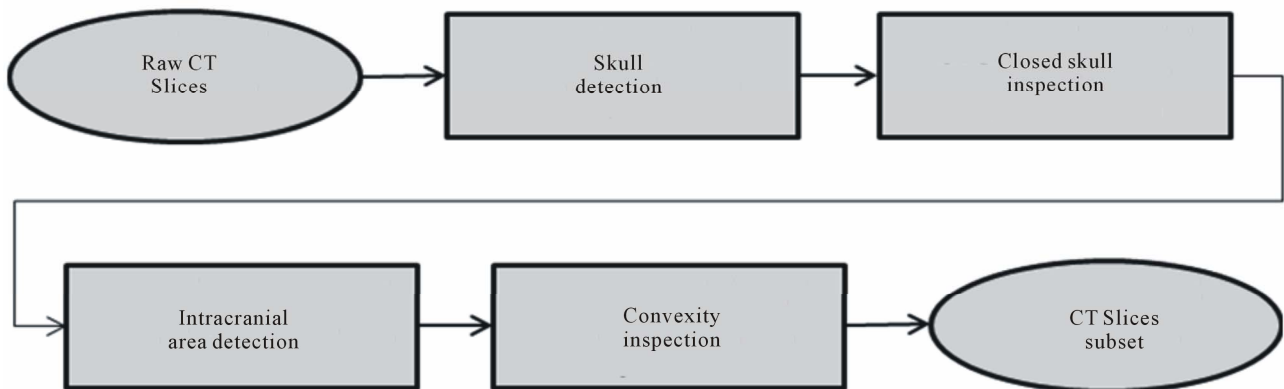 Raw CT
Slices
Skull
detection
Closed skull
inspection
Intracranial
area detection
Convexity
inspection
CT Slices
subset